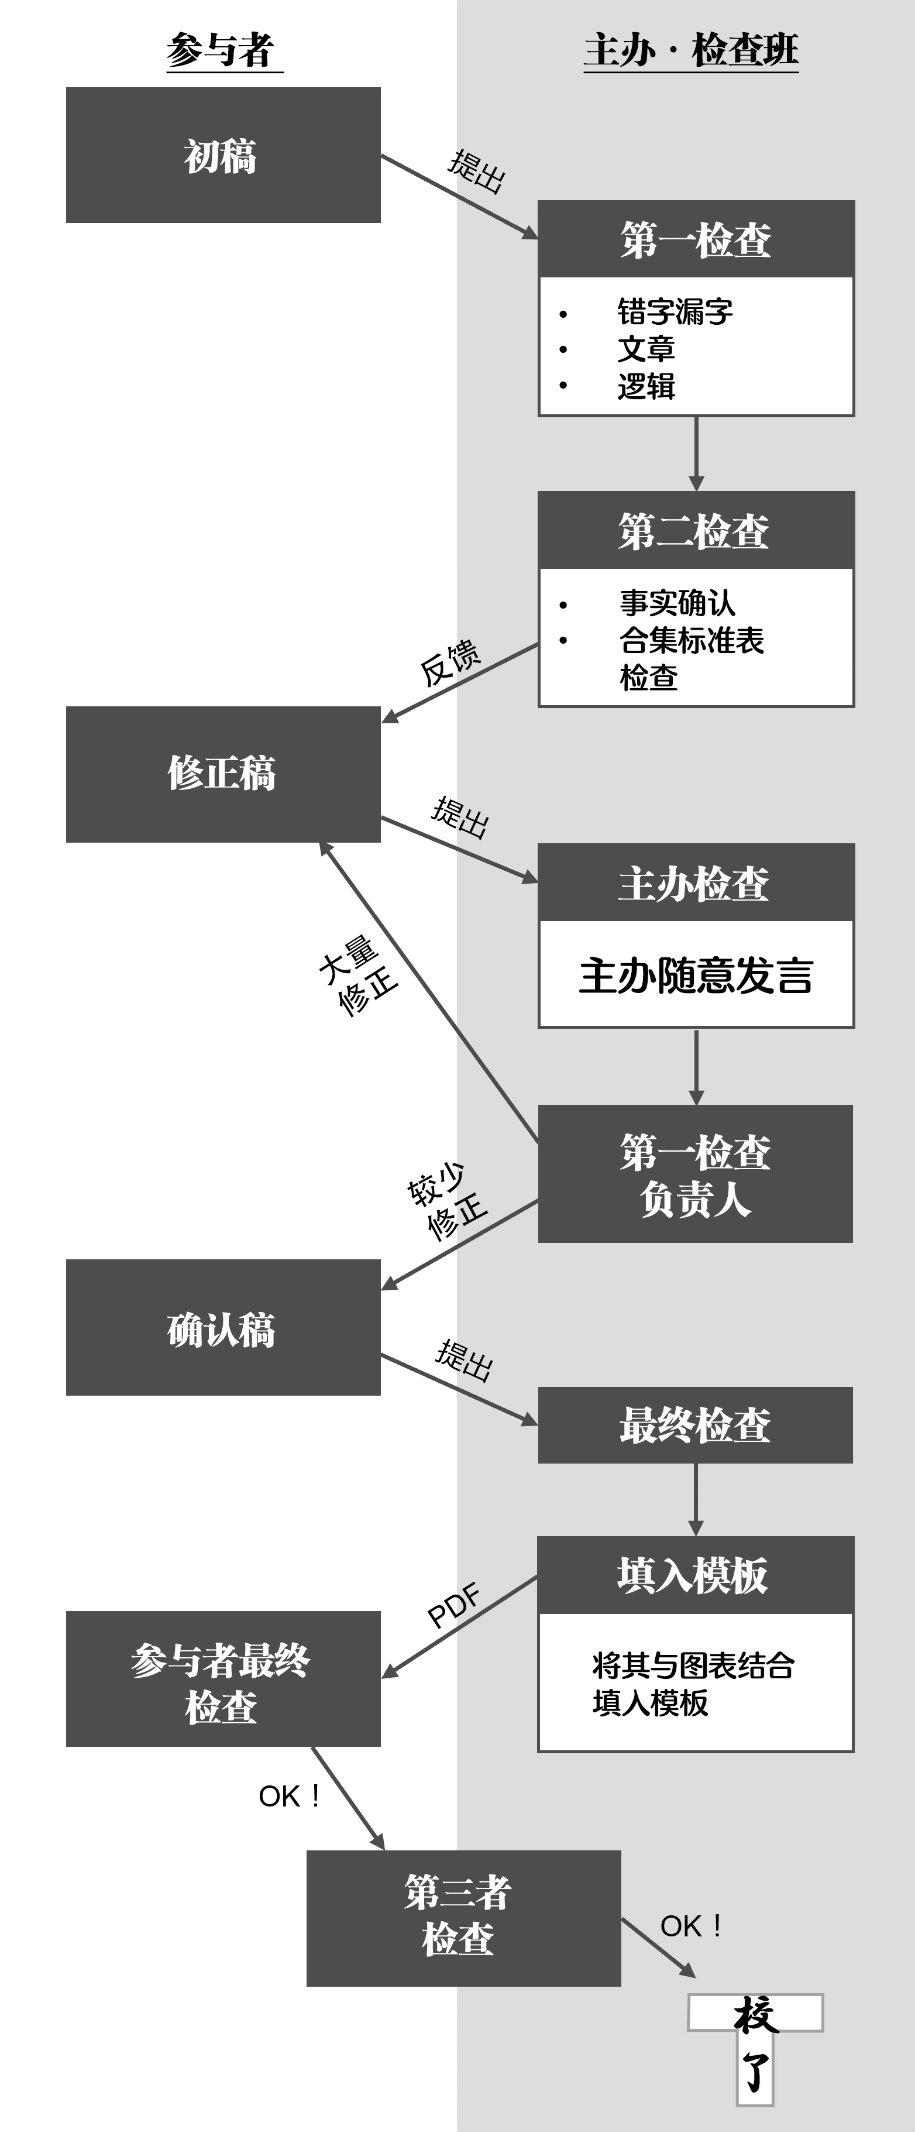 参与者
主办·检查班
初稿
提出
第一检查
• 错字漏字
• 文章
• 逻辑
第二检查
• 事实确认
• 合集标准表
检查
反馈
修正稿
提出
主办检查
主办随意发言
大量
修正
第一检查
负责人
较少
修正
确认稿
提出
最终检查
填入模板
将其与图表结合
填入模板
PDF
参与者最终
检查
OK！
第三者
检查
OK！
校
了